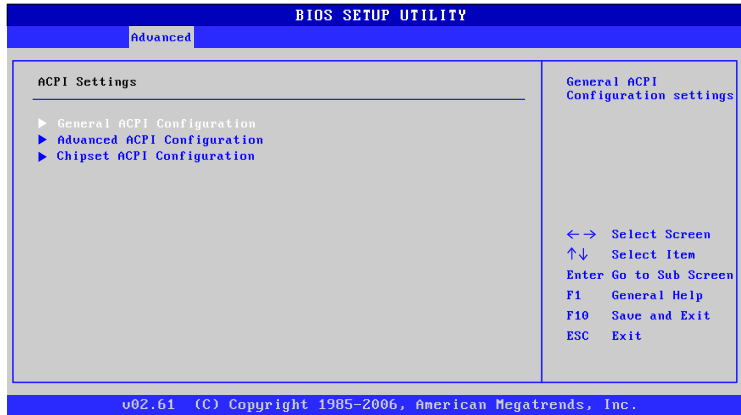 BIOS SETUP UTILITY
Advanced
ACPI Settings
▶ General ACPI Configuration
▶ Advanced ACPI Configuration
▶ Chipset ACPI Configuration
General ACPI
Configuration settings
←→ Select Screen
↑↓ Select Item
Enter Go to Sub Screen
F1 General Help
F10 Save and Exit
ESC Exit
v02.61 (C) Copyright 1985-2006, American Megatrends, Inc.